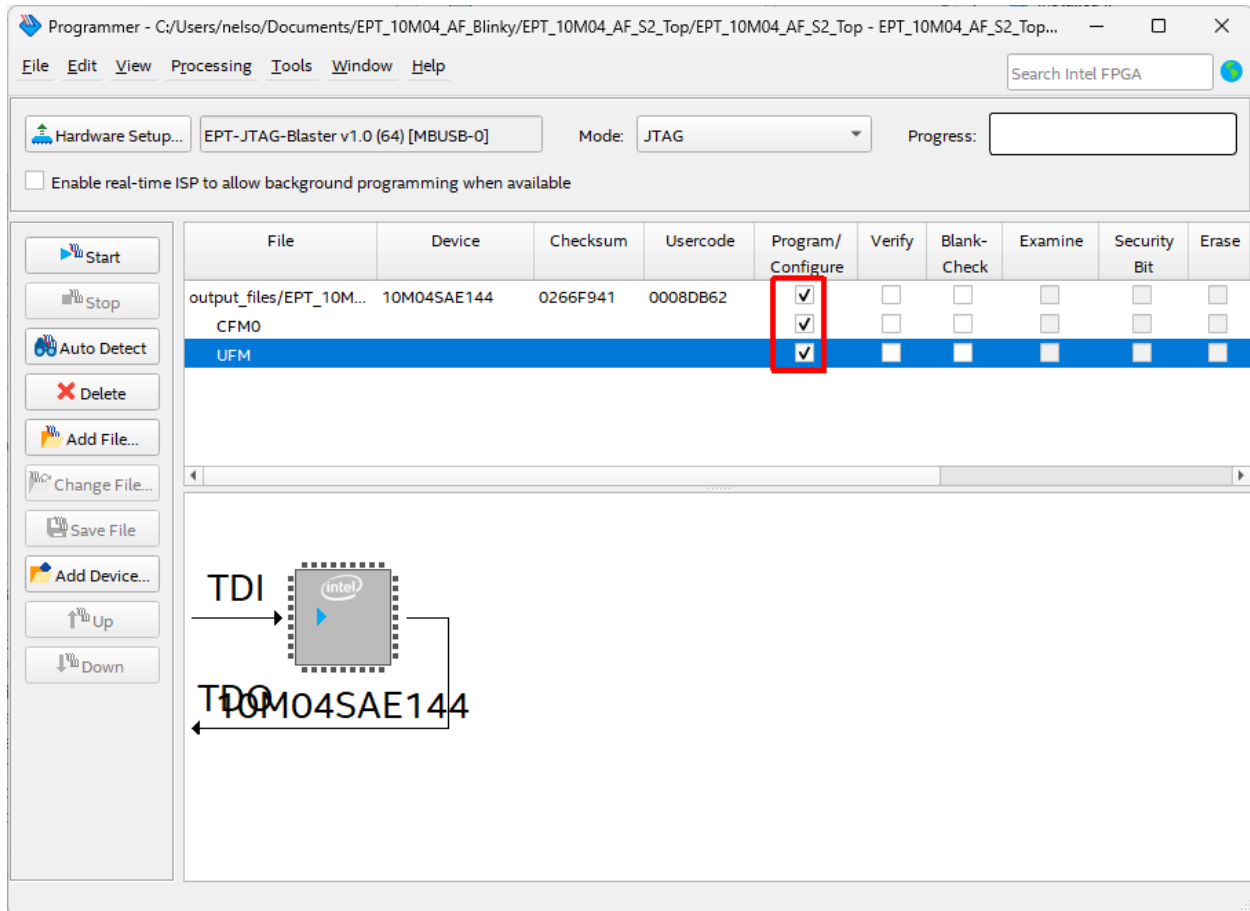 Programmer - C:/Users/nelso/Documents/EPT_10M04_AF_Blinky/EPT_10M04_AF_S2_Top/EPT_10M04_AF_S2_Top - EPT_10M04_AF_S2_Top...
File Edit View Processing Tools Window Help
Search Intel FPGA
Hardware Setup... EPT-JTAG-Blaster v1.0 (64) [MBUSB-0] Mode: JTAG Progress:
Enable real-time ISP to allow background programming when available
Start
Stop
Auto Detect
Delete
Add File...
Change File...
Save File
Add Device...
Up
Down
File Device Checksum Usercode Program/ Configure Verify Blank- Check Examine Security Bit Erase
output_files/EPT_10M... 10M04SAE144 0266F941 0008DB62
CFM0
UFM
TDI
intel
TDO
10M04SAE144